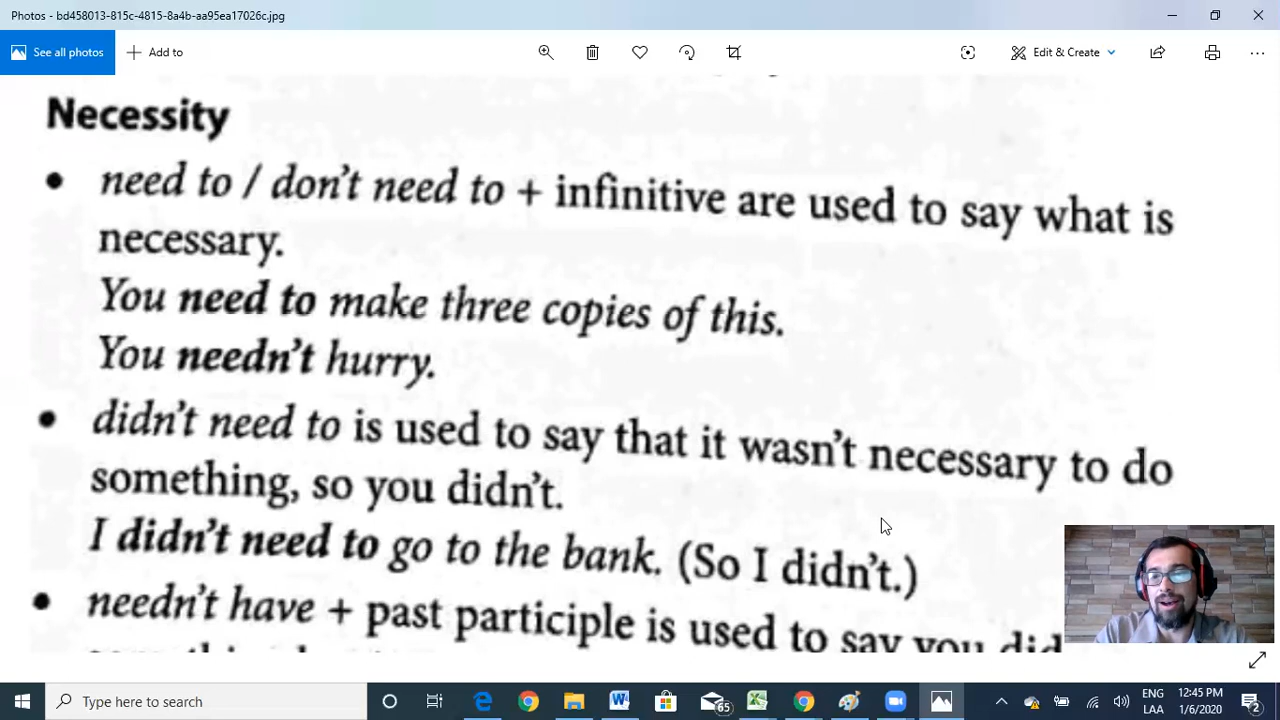 Photos - bd458013-815c-4815-8a4b-aa95ea17026c.jpg
See all photos
Add to
Edit & Create
Necessity
• need to / don't need to + infinitive are used to say what is
necessary.
You need to make three copies of this.
You needn't hurry.
• didn't need to is used to say that it wasn't necessary to do
something, so you didn't.
I didn't need to go to the bank. (So I didn't.)
• needn't have + past participle is used to say you did
Type here to search
65
ENG
LAA
12:45 PM
1/6/2020
2